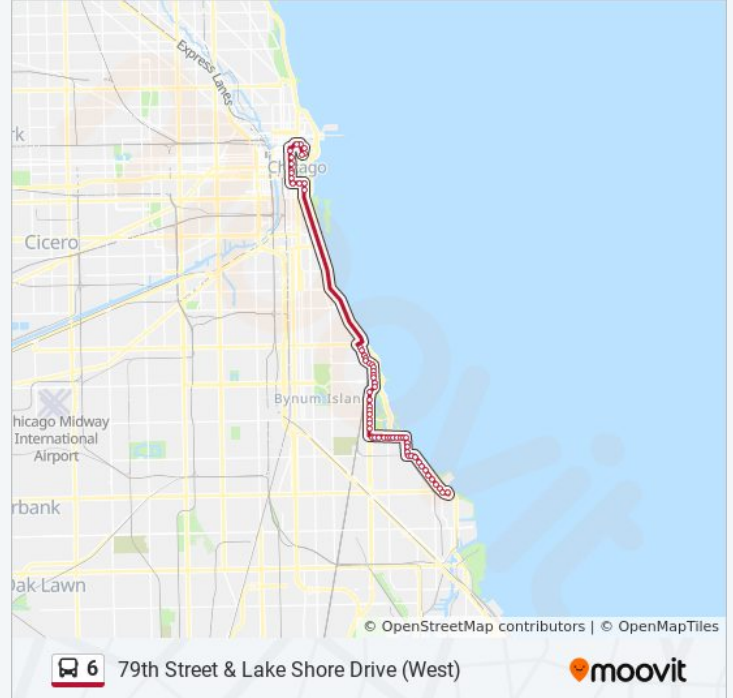 Express Lanes
rk
Chicago
Cicero
Bynum Islan
hicago Midway
International
Airport
rbank
Oak Lawn
© OpenStreetMap contributors | © OpenMapTiles
6 79th Street & Lake Shore Drive (West)
moovit